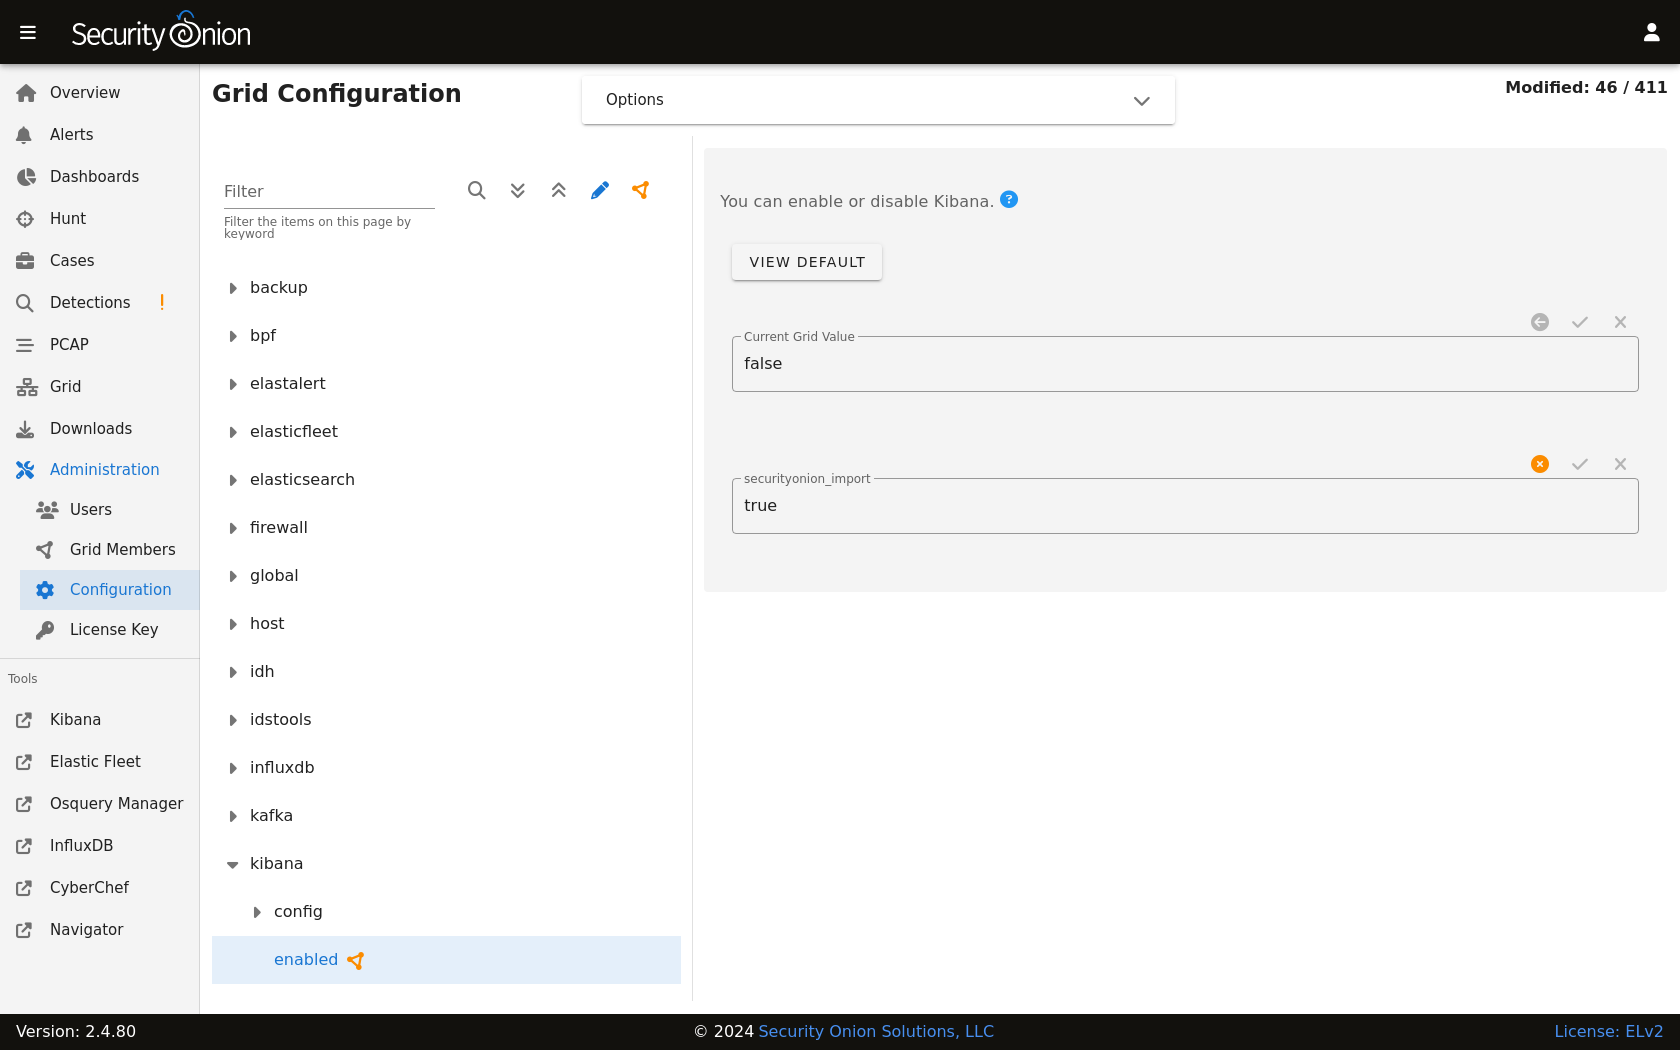 Security Onion
Overview
Alerts
Dashboards
Hunt
Cases
Detections !
PCAP
Grid
Downloads
Administration
Users
Grid Members
Configuration
License Key
Tools
Kibana
Elastic Fleet
Osquery Manager
InfluxDB
CyberChef
Navigator
Grid Configuration
Options
Modified: 46 / 411
Filter
Filter the items on this page by
keyword
backup
bpf
elastalert
elasticfleet
elasticsearch
firewall
global
host
idh
idstools
influxdb
kafka
kibana
config
enabled
You can enable or disable Kibana. ?
VIEW DEFAULT
Current Grid Value
false
securityonion_import
true
Version: 2.4.80
© 2024 Security Onion Solutions, LLC
License: ELv2